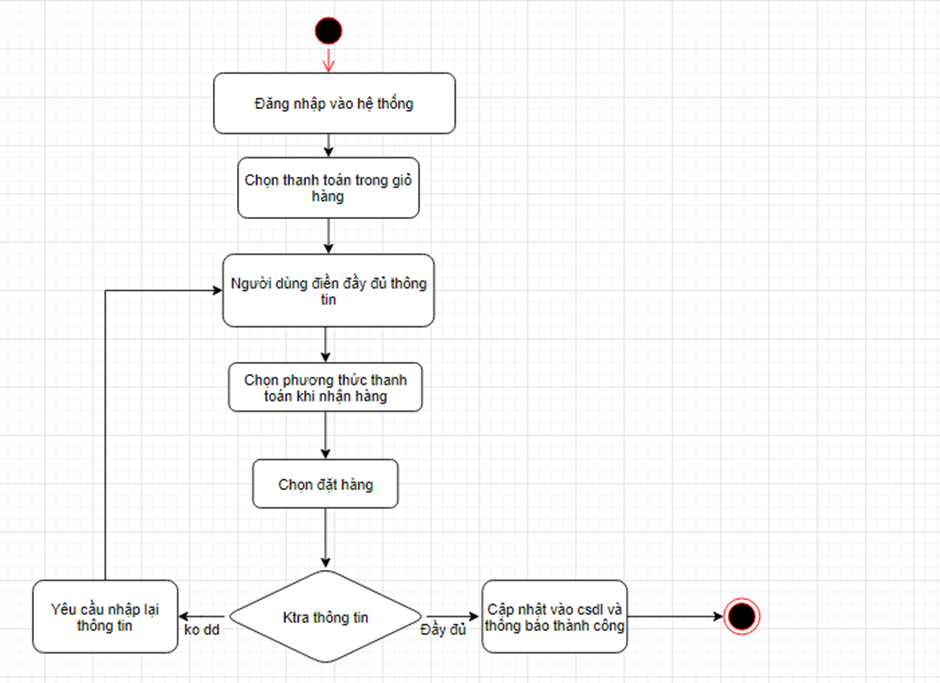 Đăng nhập vào hệ thống
Chọn thanh toán trong giỏ
hàng
Người dùng điền đầy đủ thông
tin
Chọn phương thức thanh
toán khi nhận hàng
Chọn đặt hàng
Yêu cầu nhập lại
thông tin
ko dd
Ktra thông tin
Đầy đủ
Cập nhật vào csdl và
thông báo thành công